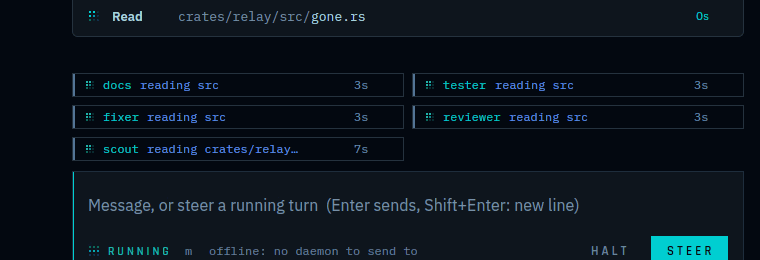 Read crates/relay/src/gone.rs 0s
docs reading src 3s
tester reading src 3s
fixer reading src 3s
reviewer reading src 3s
scout reading crates/relay… 7s
Message, or steer a running turn (Enter sends, Shift+Enter: new line)
RUNNING m offline: no daemon to send to HALT STEER